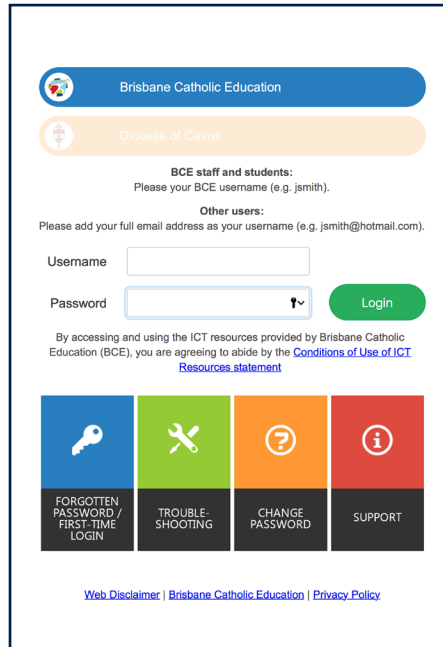 Brisbane Catholic Education
Diocese of Cairns
BCE staff and students:
Please your BCE username (e.g. jsmith).
Other users:
Please add your full email address as your username (e.g. jsmith@hotmail.com).
Username
Password
Login
By accessing and using the ICT resources provided by Brisbane Catholic
Education (BCE), you are agreeing to abide by the Conditions of Use of ICT
Resources statement
FORGOTTEN
PASSWORD /
FIRST-TIME
LOGIN
TROUBLE-
SHOOTING
CHANGE
PASSWORD
SUPPORT
Web Disclaimer | Brisbane Catholic Education | Privacy Policy